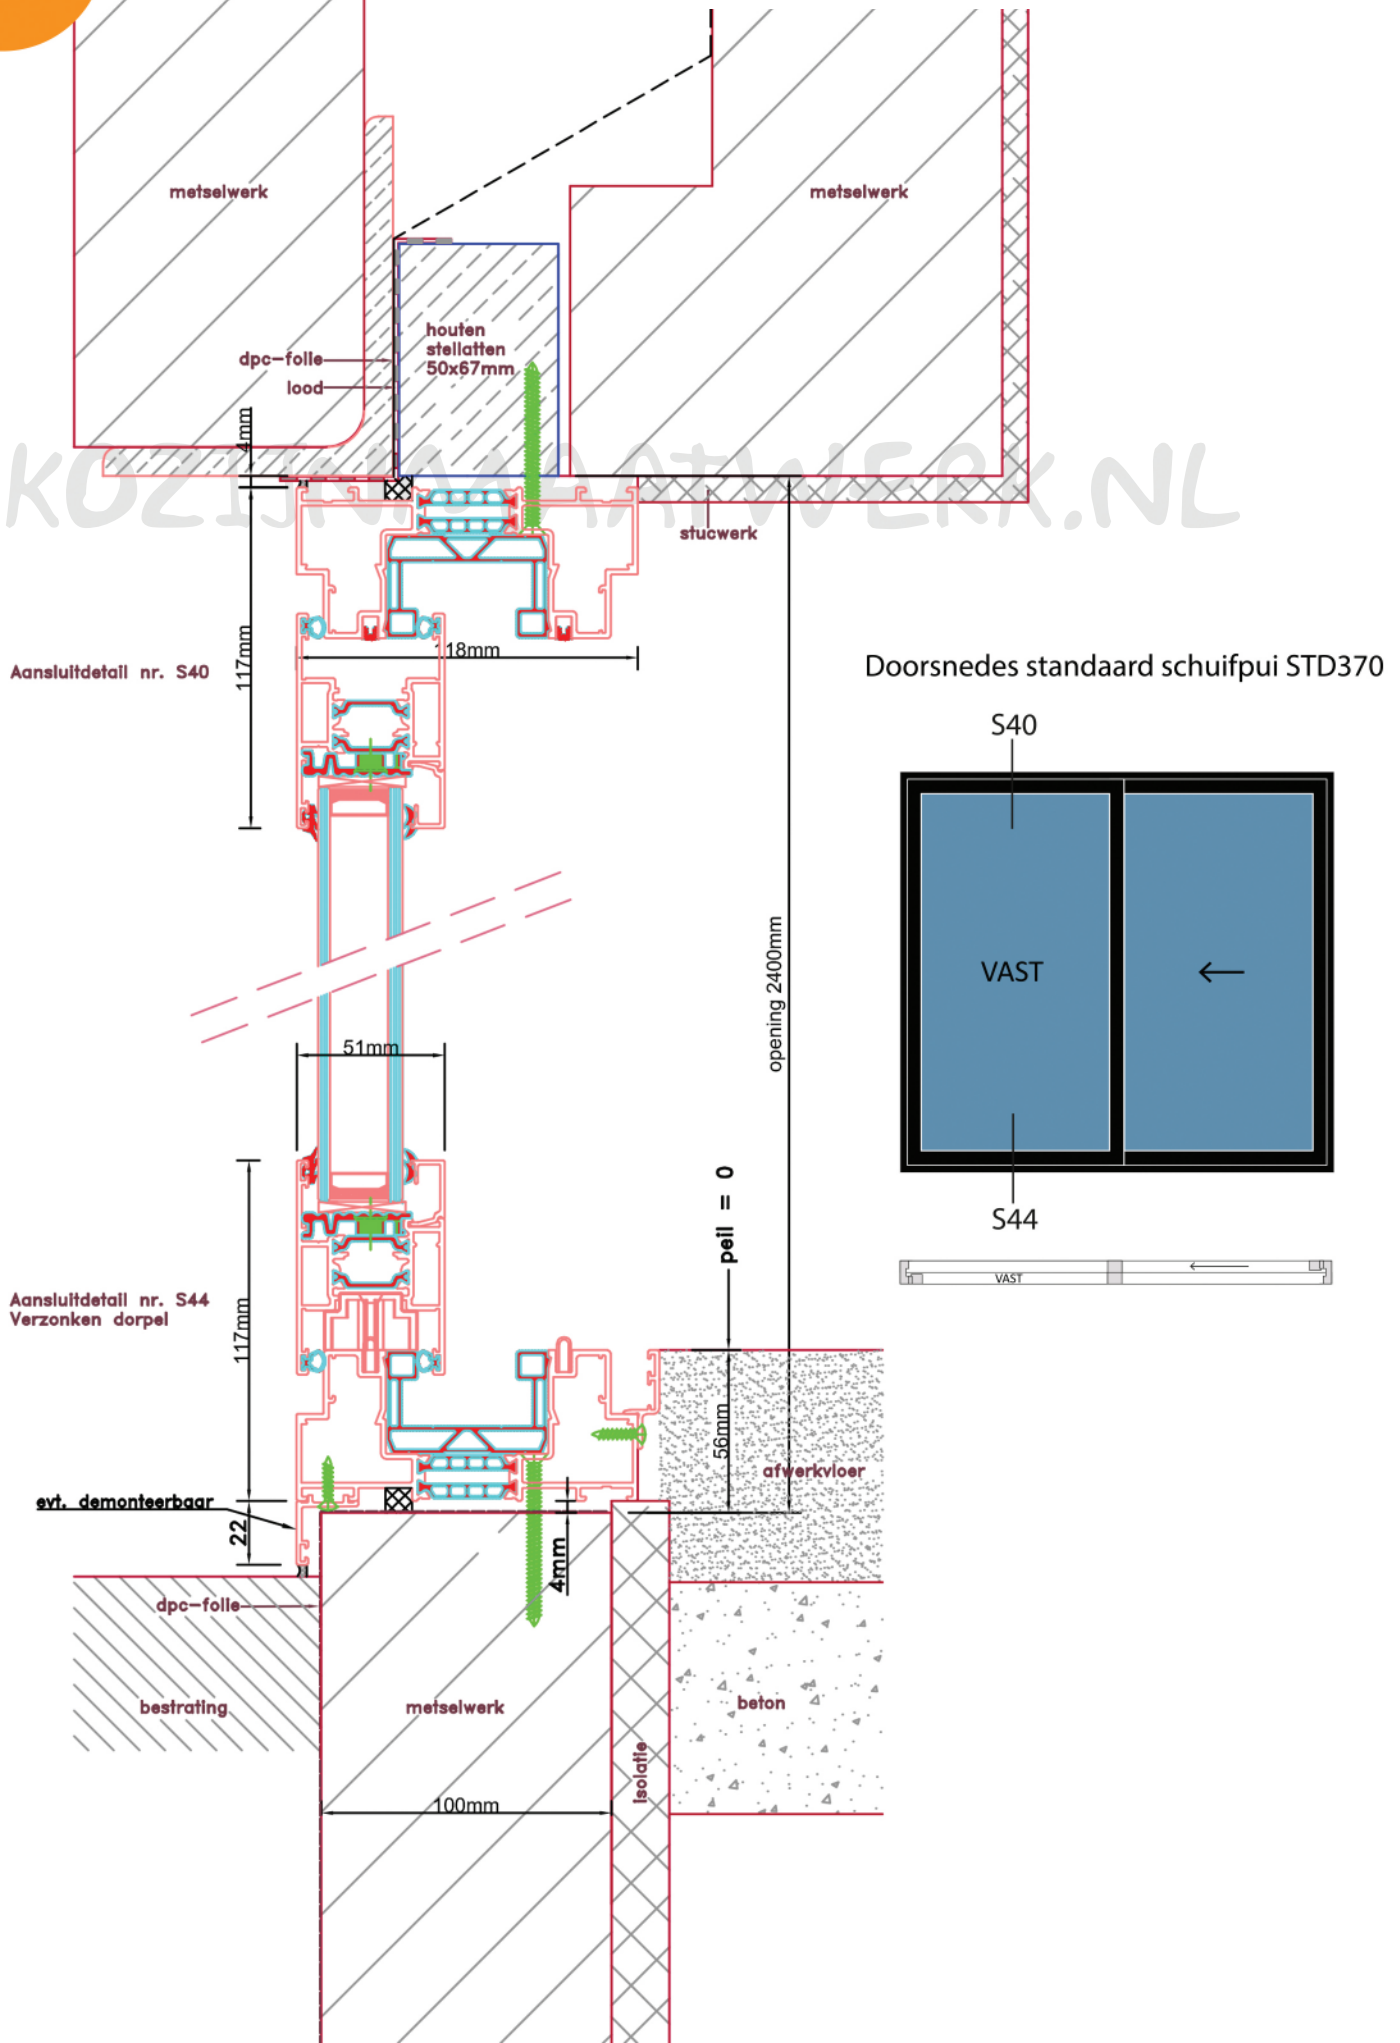 metselwerk
metselwerk
houten
stellatten
50x67mm
dpc-folie
lood
4mm
KOZIJNMAATWERK.NL
stucwerk
117mm
118mm
Aansluitdetail nr. S40
Doorsnedes standaard schuifpui STD370
S40
VAST
opening 2400mm
51mm
peil = 0
S44
VAST
Aansluitdetail nr. S44
Verzonken dorpel
117mm
56mm
afwerkvloer
evt. demonteerbaar
22
4mm
dpc-folie
bestrating
metselwerk
beton
isolatie
100mm